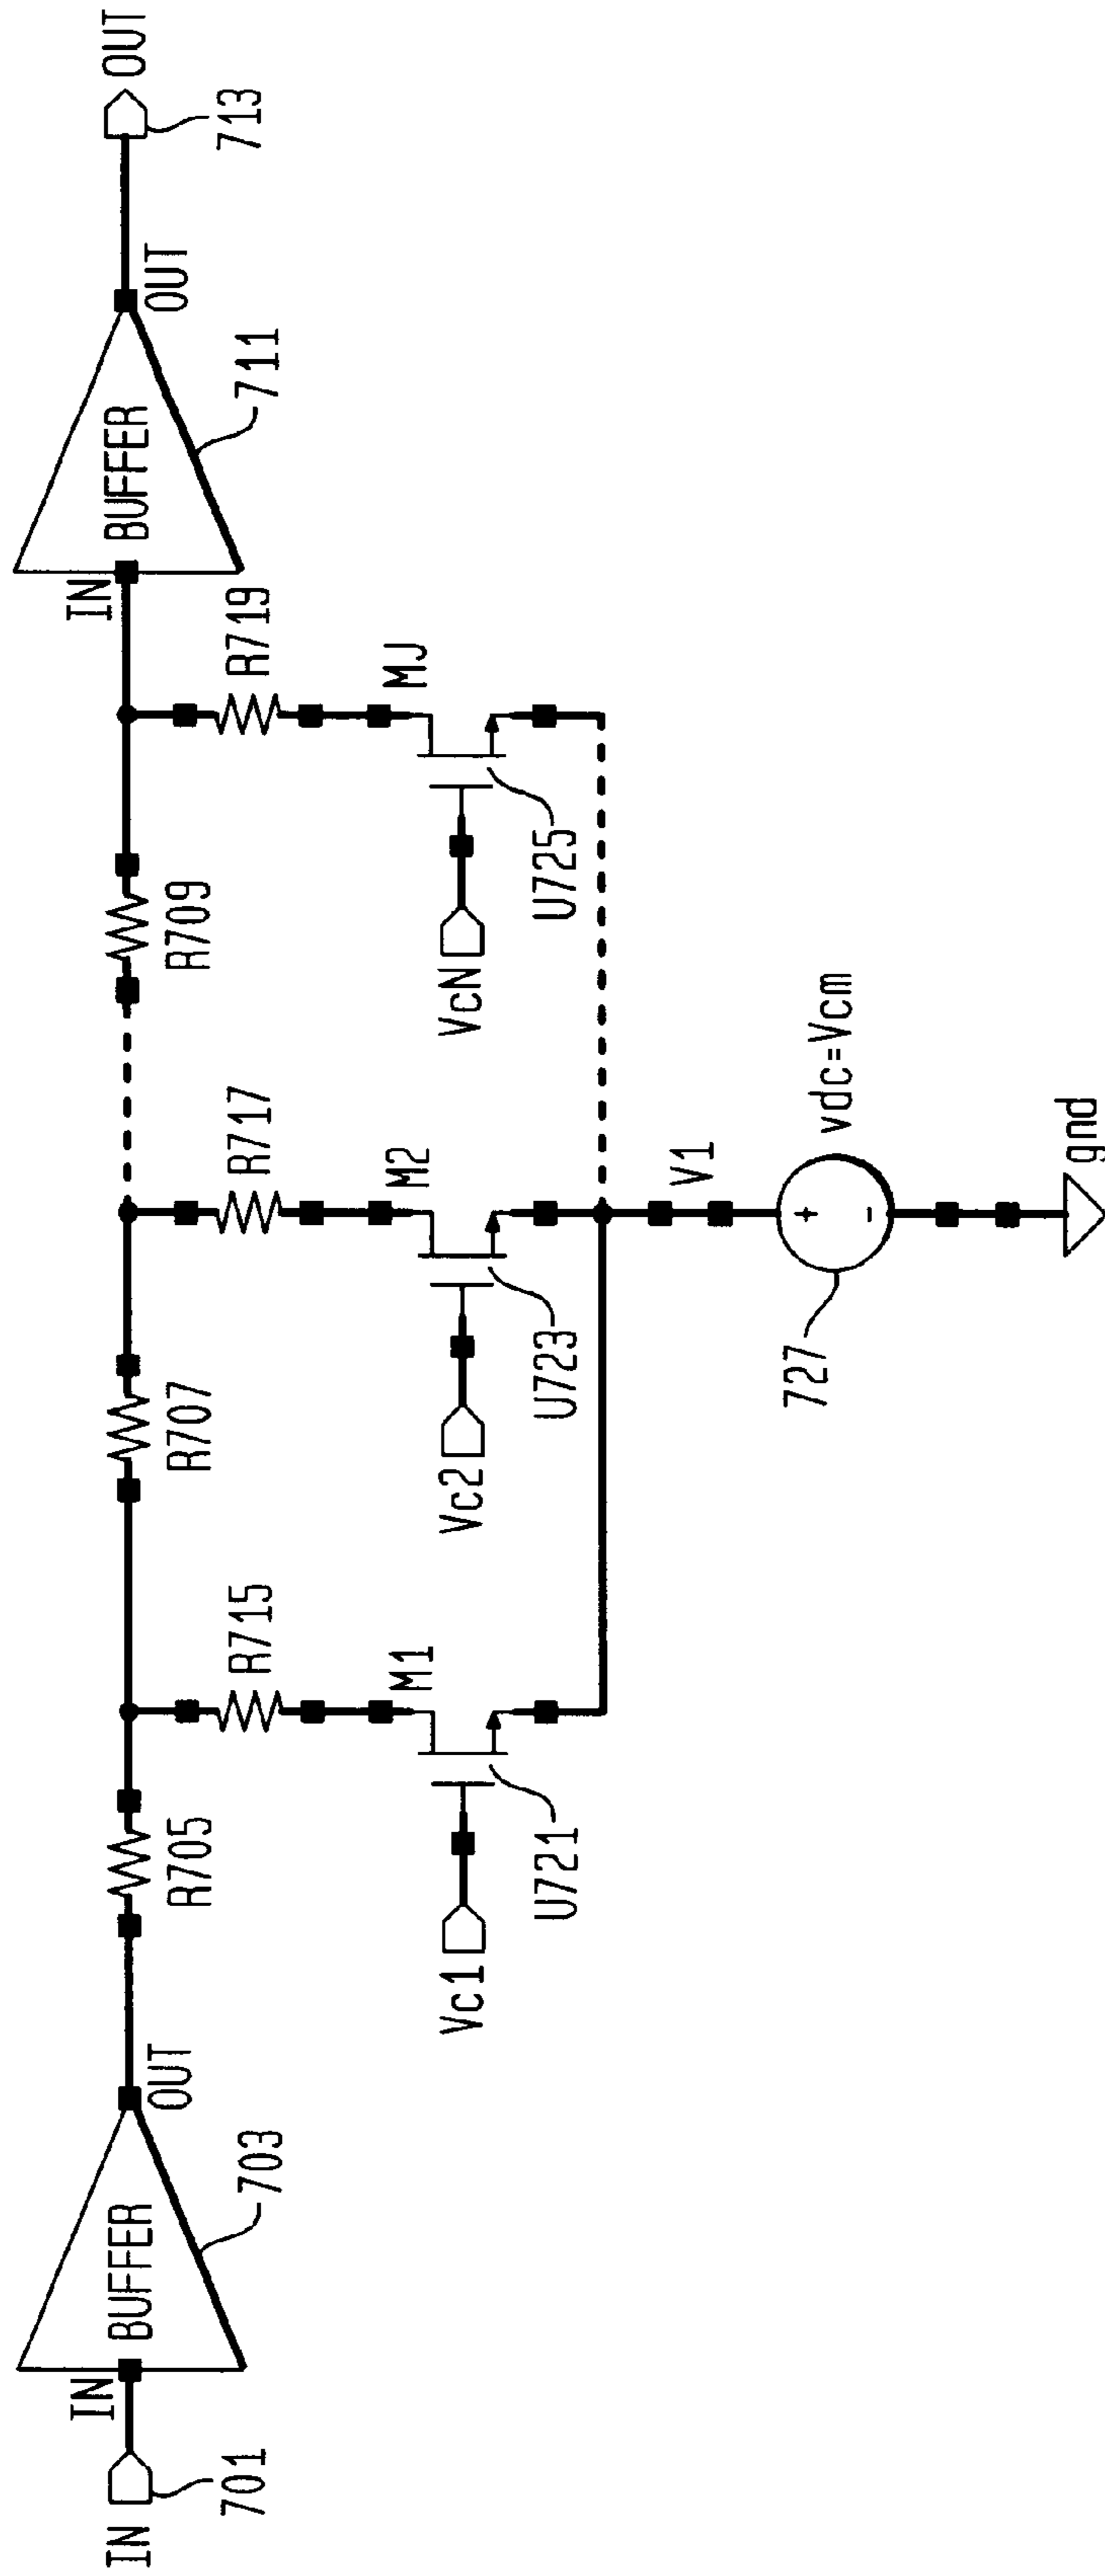 IN
701
IN
BUFFER
703
OUT
R705
R715
M1
Vc1
U721
R707
R717
M2
Vc2
U723
R709
R719
MJ
VcN
U725
IN
BUFFER
711
OUT
OUT
713
V1
vdc=Vcm
+
-
727
gnd